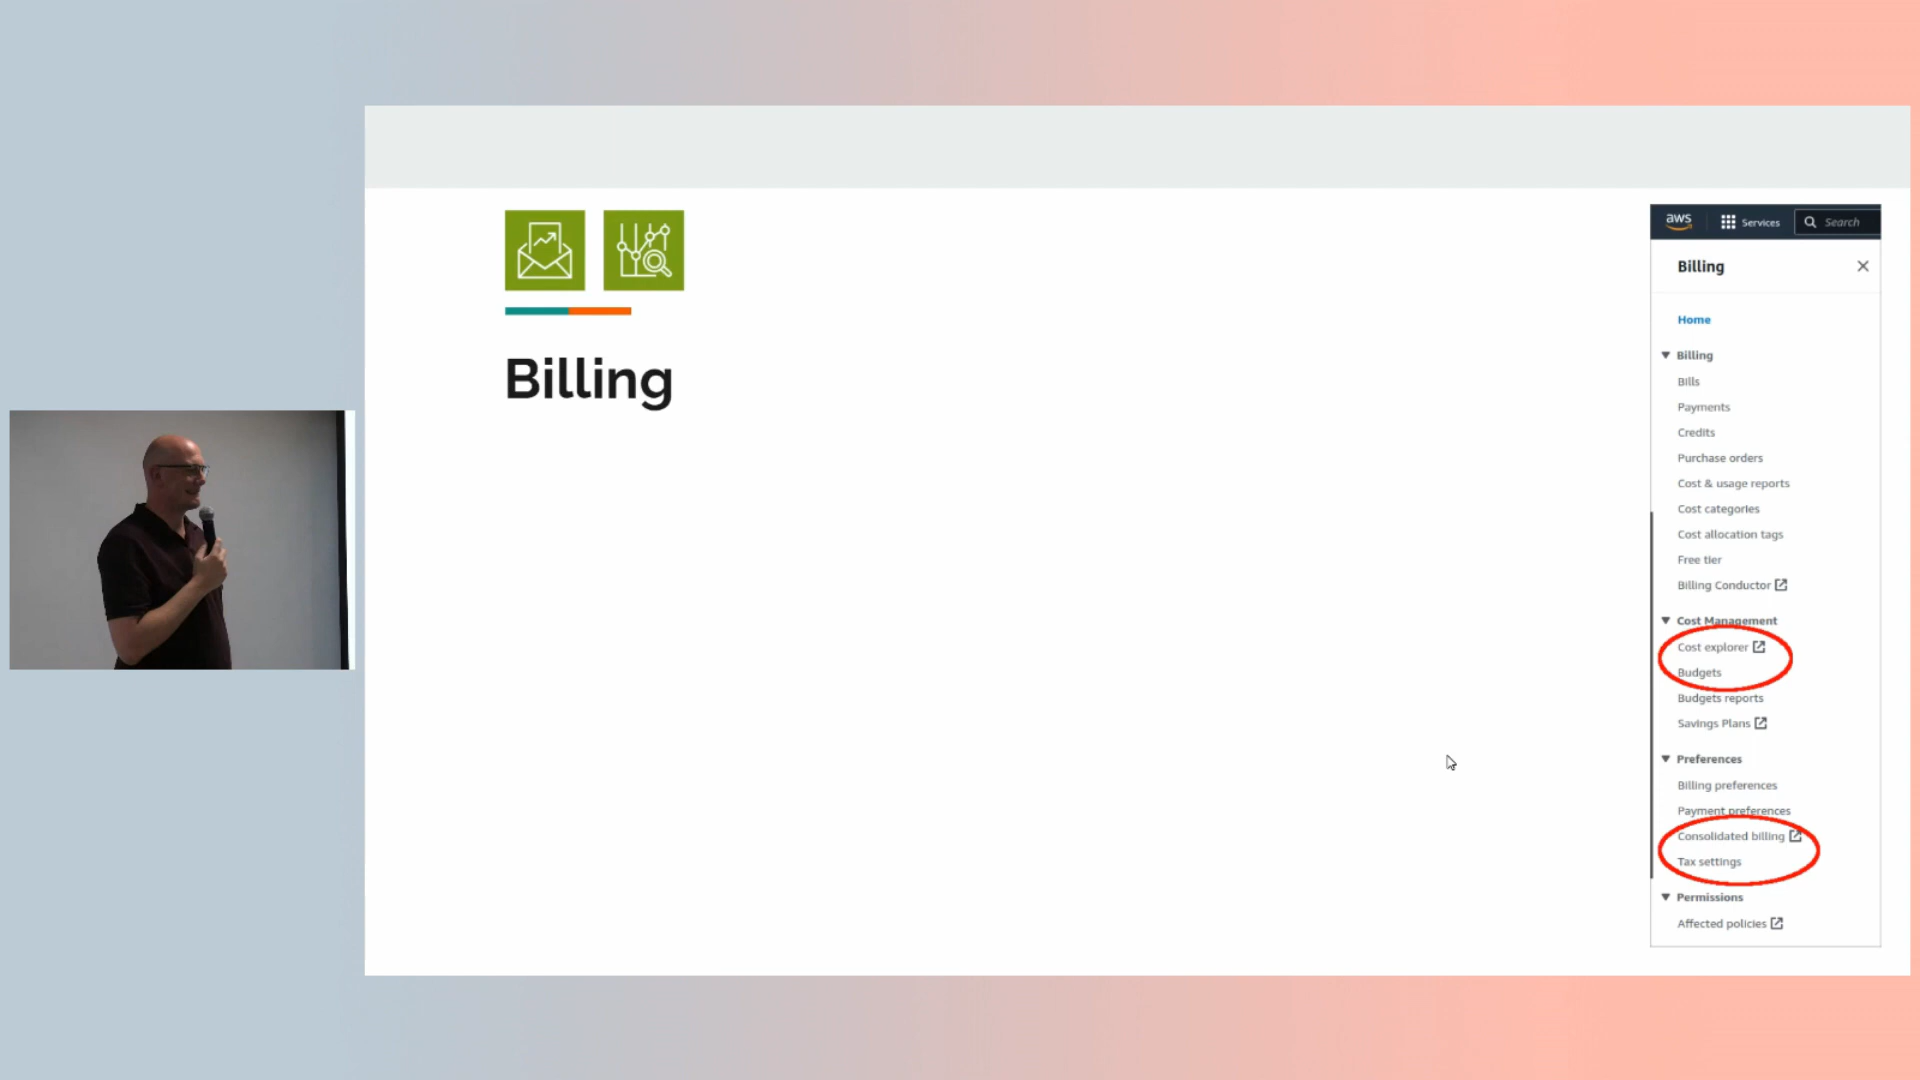 Billing
aws Services Search
Billing
Home
Billing
Bills
Payments
Credits
Purchase orders
Cost & usage reports
Cost categories
Cost allocation tags
Free tier
Billing Conductor
Cost Management
Cost explorer
Budgets
Budgets reports
Savings Plans
Preferences
Billing preferences
Payment preferences
Consolidated billing
Tax settings
Permissions
Affected policies